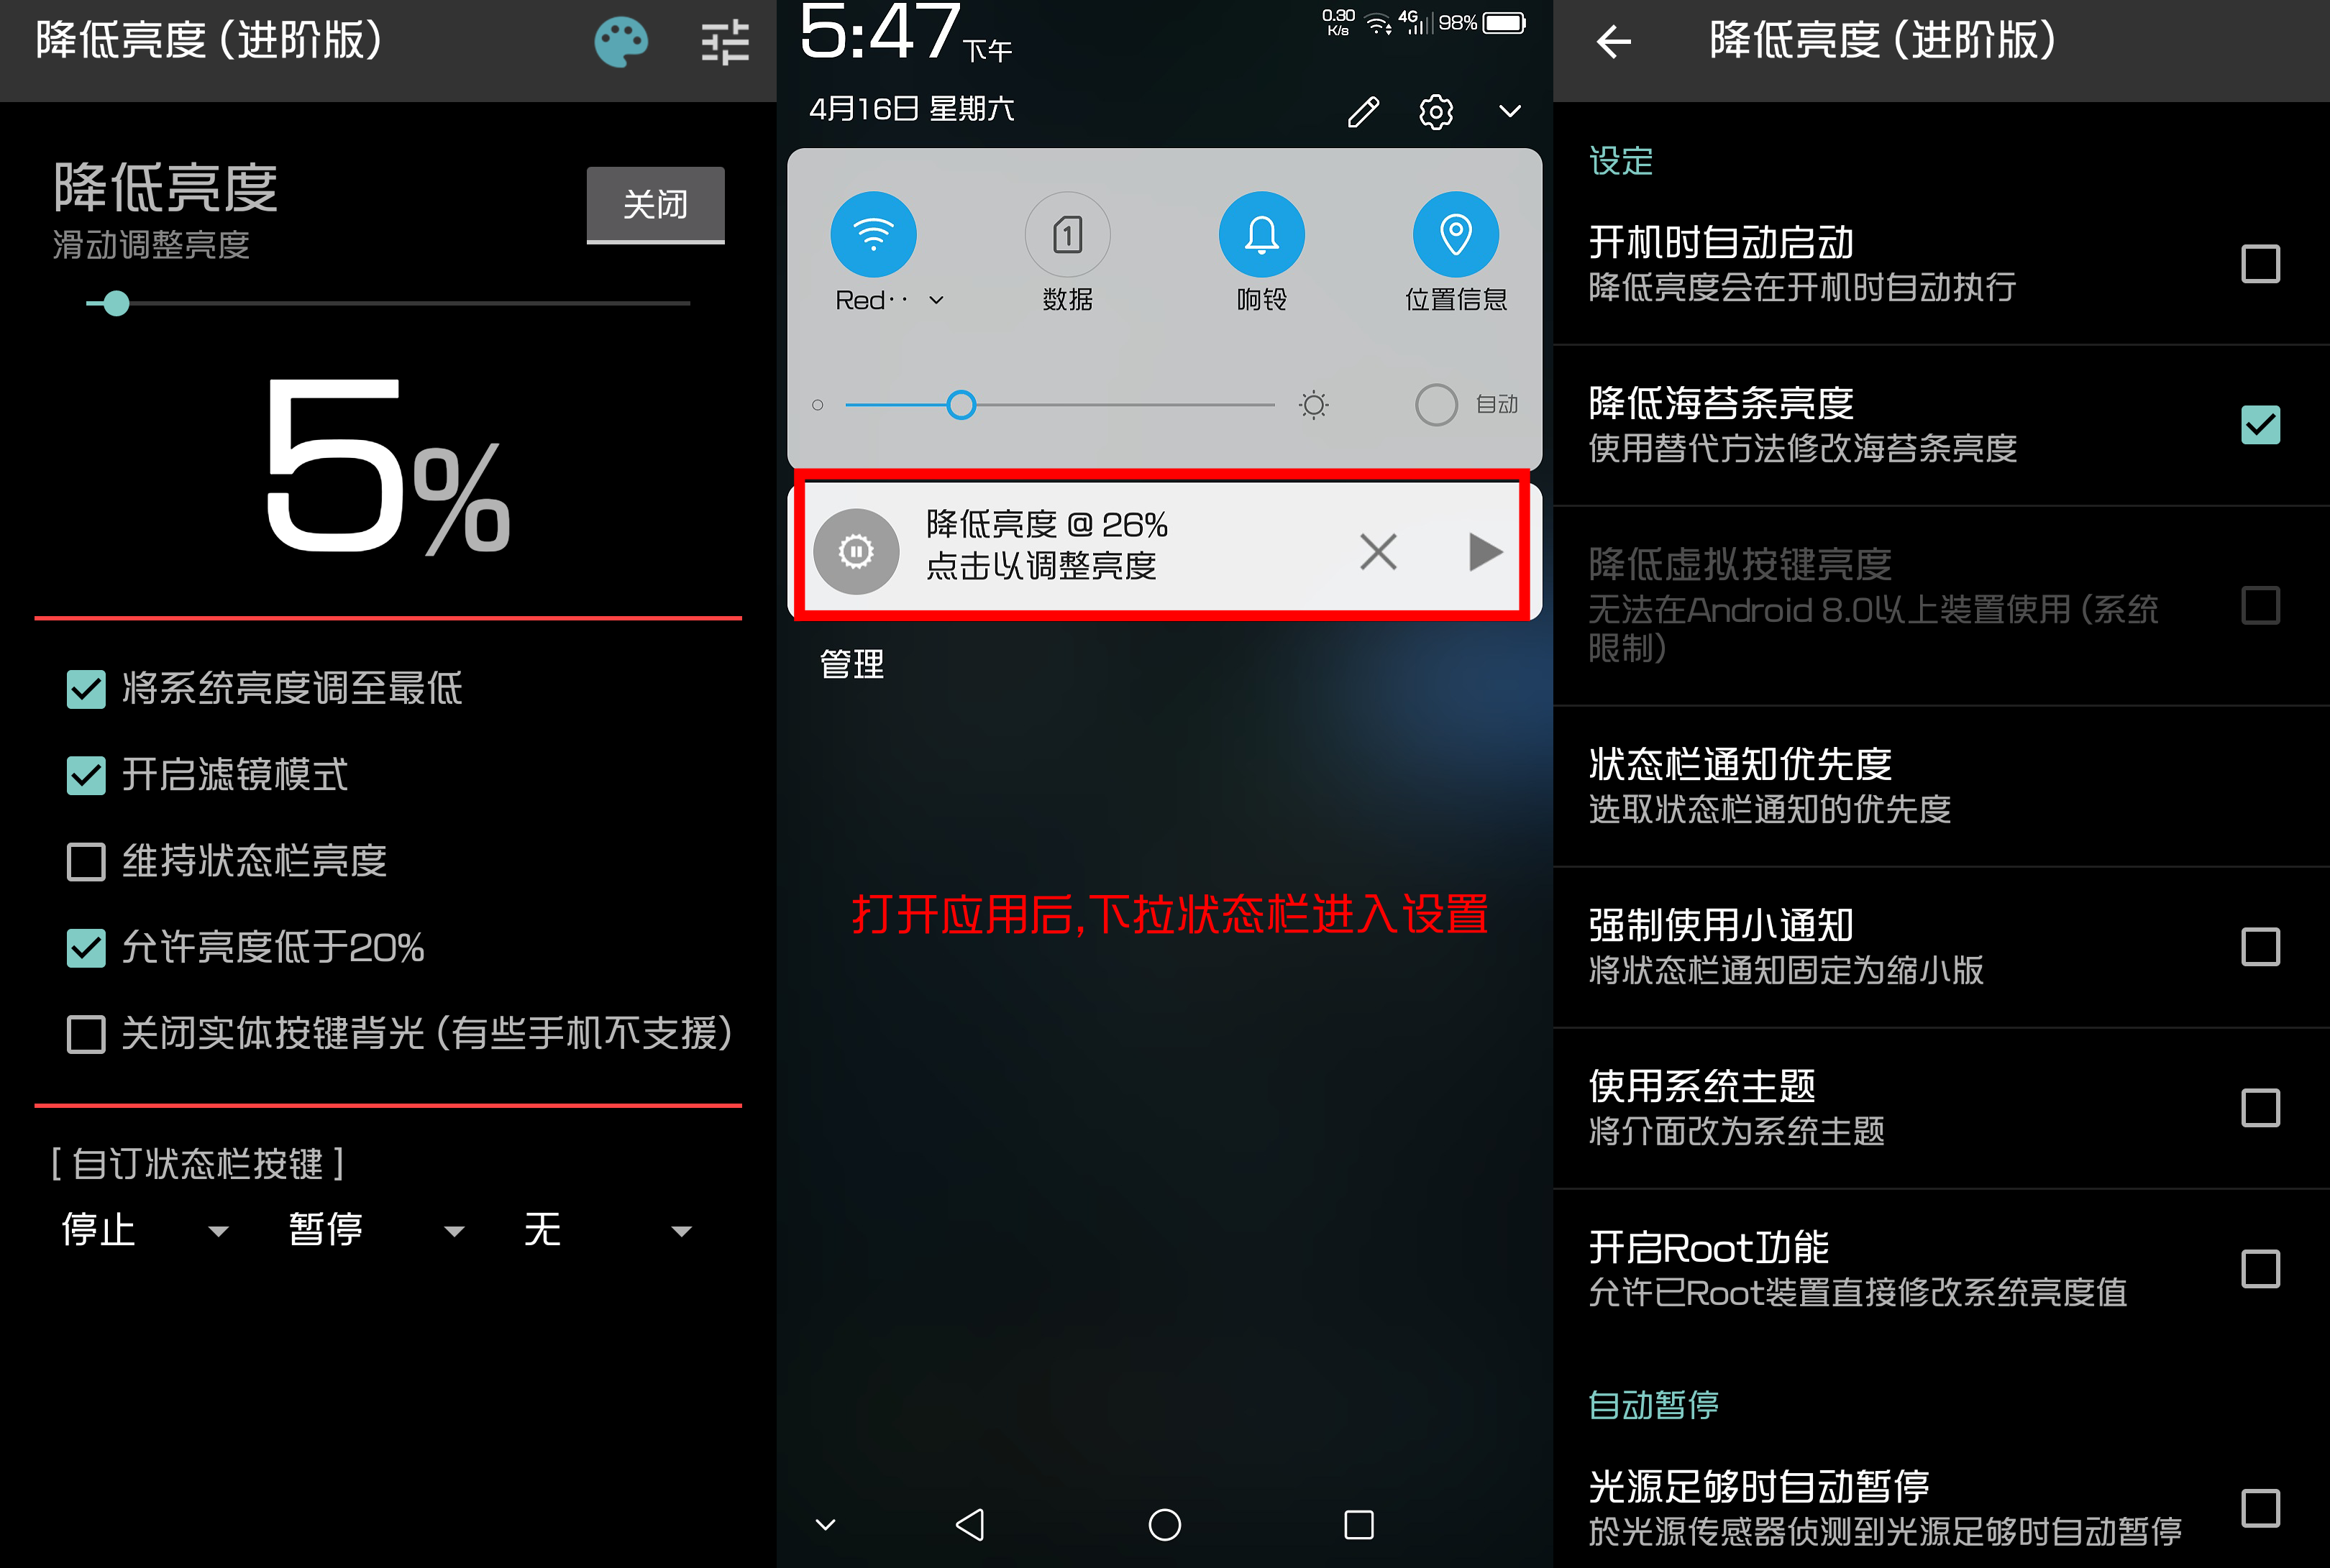 降低亮度 (进阶版)
降低亮度
滑动调整亮度
关闭
5%
将系统亮度调至最低
开启滤镜模式
维持状态栏亮度
允许亮度低于20%
关闭实体按键背光 (有些手机不支援)
[ 自订状态栏按键 ]
停止
暂停
无
5:47 下午
0.30
K/s
4G
98%
4月16日 星期六
1
Red··
数据
响铃
位置信息
自动
降低亮度 @ 26%
点击以调整亮度
管理
打开应用后,下拉状态栏进入设置
降低亮度 (进阶版)
设定
开机时自动启动
降低亮度会在开机时自动执行
降低海苔条亮度
使用替代方法修改海苔条亮度
降低虚拟按键亮度
无法在Android 8.0以上装置使用 (系统
限制)
状态栏通知优先度
选取状态栏通知的优先度
强制使用小通知
将状态栏通知固定为缩小版
使用系统主题
将介面改为系统主题
开启Root功能
允许已Root装置直接修改系统亮度值
自动暂停
光源足够时自动暂停
於光源传感器侦测到光源足够时自动暂停